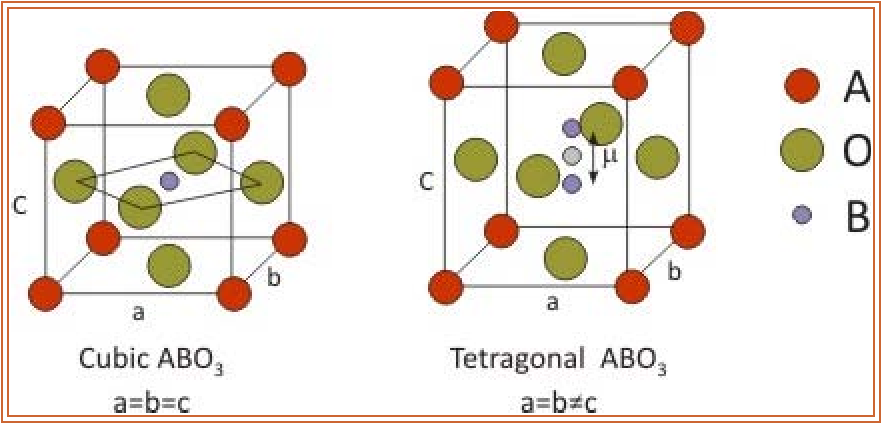 C
a
b
Cubic ABO₃
a=b=c
C
μ
a
b
Tetragonal ABO₃
a=b≠c
A
O
B